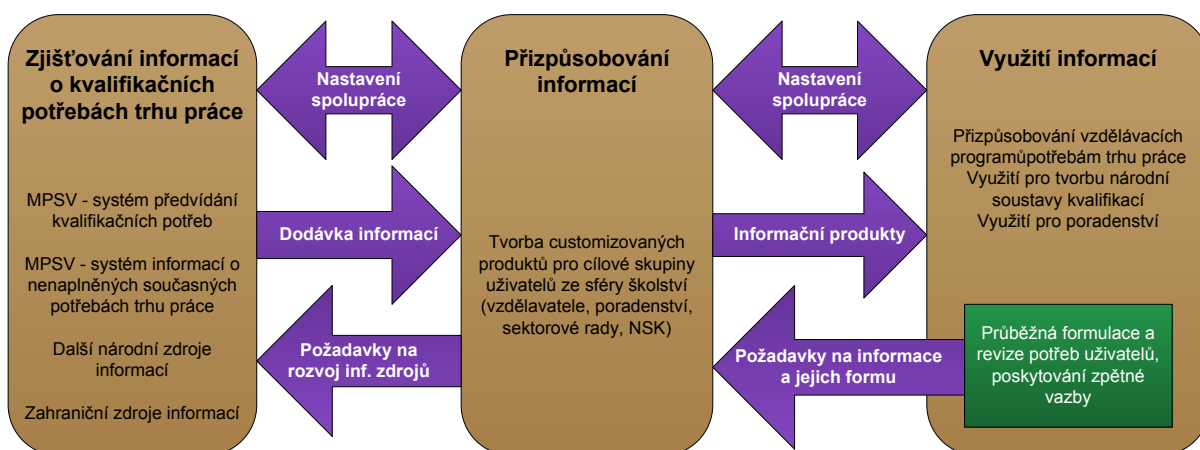 Zjišťování informací
o kvalifikačních
potřebách trhu práce
MPSV - systém předvídání
kvalifikačních potřeb
MPSV - systém informací o
nenaplněných současných
potřebách trhu práce
Další národní zdroje
informací
Zahraniční zdroje informací
Nastavení
spolupráce
Dodávka informací
Požadavky na
rozvoj inf. zdrojů
Přizpůsobování
informací
Tvorba customizovaných
produktů pro cílové skupiny
uživatelů ze sféry školství
(vzdělavatele, poradenství,
sektorové rady, NSK)
Nastavení
spolupráce
Informační produkty
Požadavky na informace
a jejich formu
Využití informací
Přizpůsobování vzdělávacích
programůpotřebám trhu práce
Využití pro tvorbu národní
soustavy kvalifikací
Využití pro poradenství
Průběžná formulace a
revize potřeb uživatelů,
poskytování zpětné
vazby